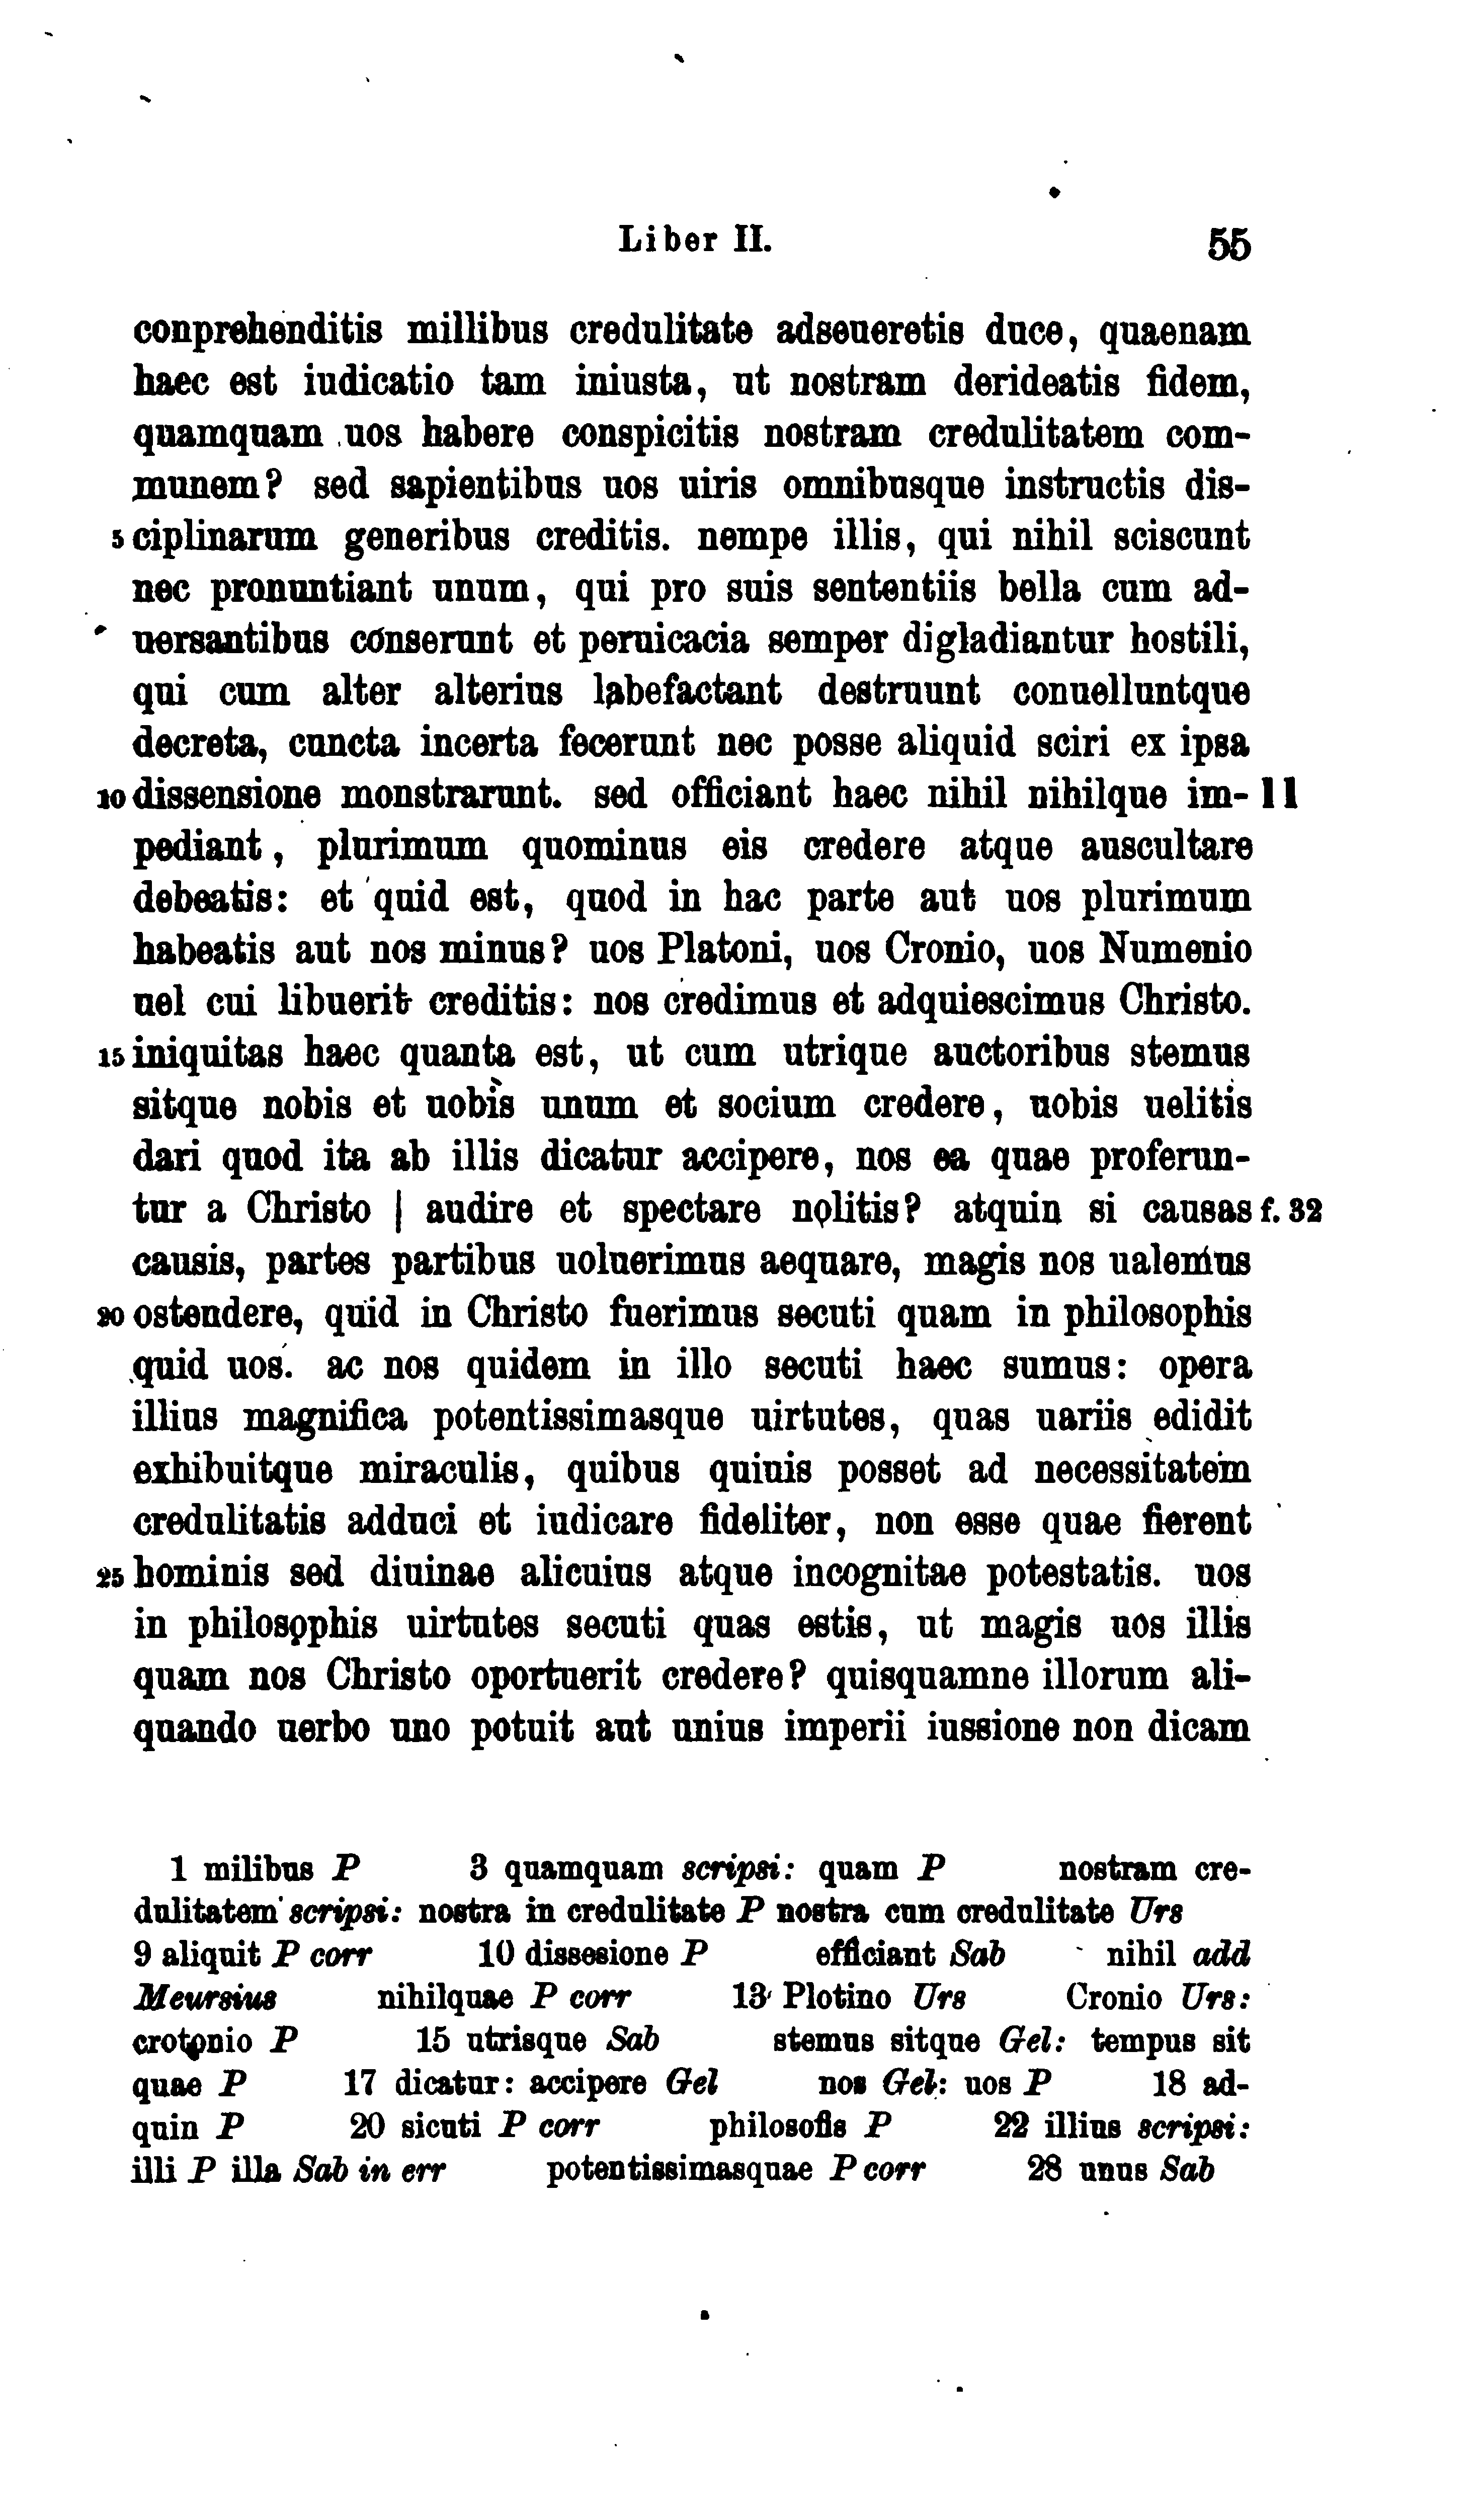 Liber II. 55
conprehenditis millibus credulitate adseueretis duce, quaenam
haec est iudicatio tam iniusta, ut nostram derideatis fidem,
quamquam uos habere conspicitis nostram credulitatem com-
munem? sed sapientibus uos uiris omnibusque instructis dis-
5 ciplinarum generibus creditis. nempe illis, qui nihil sciscunt
nec pronuntiant unum, qui pro suis sententiis bella cum ad-
uersantibus conserunt et peruicacia semper digladiantur hostili,
qui cum alter alterius labefactant destruunt conuelluntque
decreta, cuncta incerta fecerunt nec posse aliquid sciri ex ipsa
10 dissensione monstrarunt. sed officiant haec nihil nihilque im- 11
pediant, plurimum quominus eis credere atque auscultare
debeatis: et quid est, quod in hac parte aut uos plurimum
habeatis aut nos minus? uos Platoni, uos Cronio, uos Numenio
uel cui libuerit creditis: nos credimus et adquiescimus Christo.
15 iniquitas haec quanta est, ut cum utrique auctoribus stemus
sitque nobis et uobis unum et socium credere, uobis uelitis
dari quod ita ab illis dicatur accipere, nos ea quae proferun-
tur a Christo | audire et spectare nolitis? atquin si causas f. 32
causis, partes partibus uoluerimus aequare, magis nos ualemus
20 ostendere, quid in Christo fuerimus secuti quam in philosophis
quid uos. ac nos quidem in illo secuti haec sumus: opera
illius magnifica potentissimasque uirtutes, quas uariis edidit
exhibuitque miraculis, quibus quiuis posset ad necessitatem
credulitatis adduci et iudicare fideliter, non esse quae fierent
25 hominis sed diuinae alicuius atque incognitae potestatis. uos
in philosophis uirtutes secuti quas estis, ut magis uos illis
quam nos Christo oportuerit credere? quisquamne illorum ali-
quando uerbo uno potuit aut unius imperii iussione non dicam
1 milibus P 3 quamquam scripsi: quam P nostram cre-
dulitatem scripsi: nostra in credulitate P nostra cum credulitate Urs
9 aliquit P corr 10 dissesione P efficiant Sab nihil add
Meursius nihilquae P corr 13 Plotino Urs Cronio Urs:
crotonio P 15 utrisque Sab stemus sitque Gel: tempus sit
quae P 17 dicatur: accipere Gel nos Gel: uos P 18 ad-
quin P 20 sicuti P corr philosofis P 22 illius scripsi:
illi P illa Sab in err potentissimasquae P corr 28 unus Sab